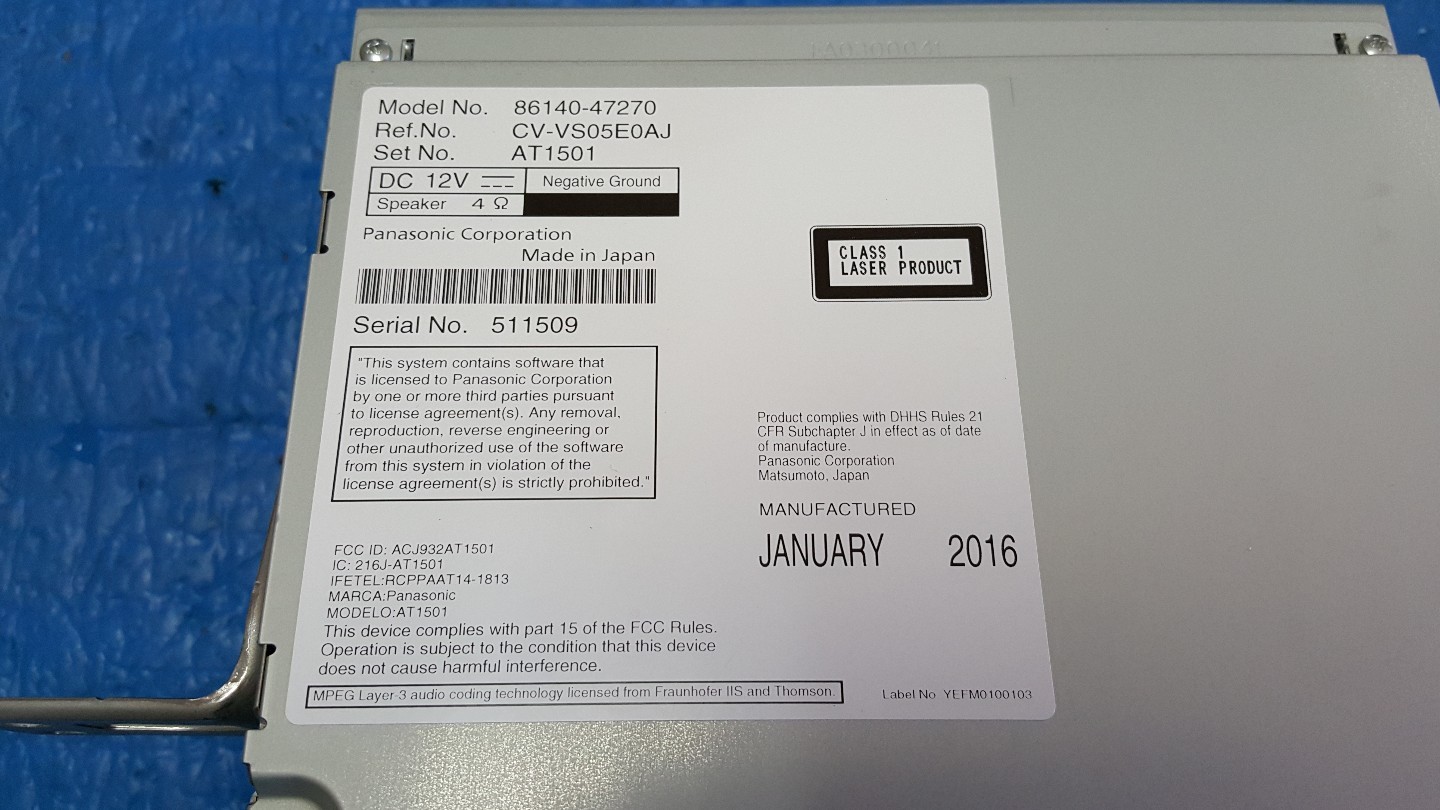 Model No. 86140-47270
Ref.No. CV-VS05E0AJ
Set No. AT1501
DC 12V Negative Ground
Speaker 4 Ω
Panasonic Corporation
Made in Japan
CLASS 1
LASER PRODUCT
Serial No. 511509
"This system contains software that
is licensed to Panasonic Corporation
by one or more third parties pursuant
to license agreement(s). Any removal,
reproduction, reverse engineering or
other unauthorized use of the software
from this system in violation of the
license agreement(s) is strictly prohibited."
Product complies with DHHS Rules 21
CFR Subchapter J in effect as of date
of manufacture.
Panasonic Corporation
Matsumoto, Japan
MANUFACTURED
JANUARY 2016
FCC ID: ACJ932AT1501
IC: 216J-AT1501
IFETEL:RCPPAAT14-1813
MARCA:Panasonic
MODELO:AT1501
This device complies with part 15 of the FCC Rules.
Operation is subject to the condition that this device
does not cause harmful interference.
MPEG Layer-3 audio coding technology licensed from Fraunhofer IIS and Thomson.
Label No YEFM0100103